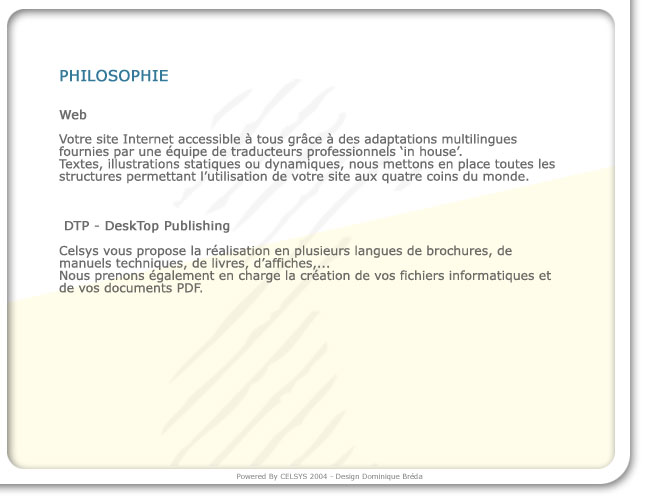 PHILOSOPHIE
Web
Votre site Internet accessible à tous grâce à des adaptations multilingues
fournies par une équipe de traducteurs professionnels ‘in house’.
Textes, illustrations statiques ou dynamiques, nous mettons en place toutes les
structures permettant l’utilisation de votre site aux quatre coins du monde.
DTP - DeskTop Publishing
Celsys vous propose la réalisation en plusieurs langues de brochures, de
manuels techniques, de livres, d’affiches,...
Nous prenons également en charge la création de vos fichiers informatiques et
de vos documents PDF.
Powered By CELSYS 2004 - Design Dominique Bréda